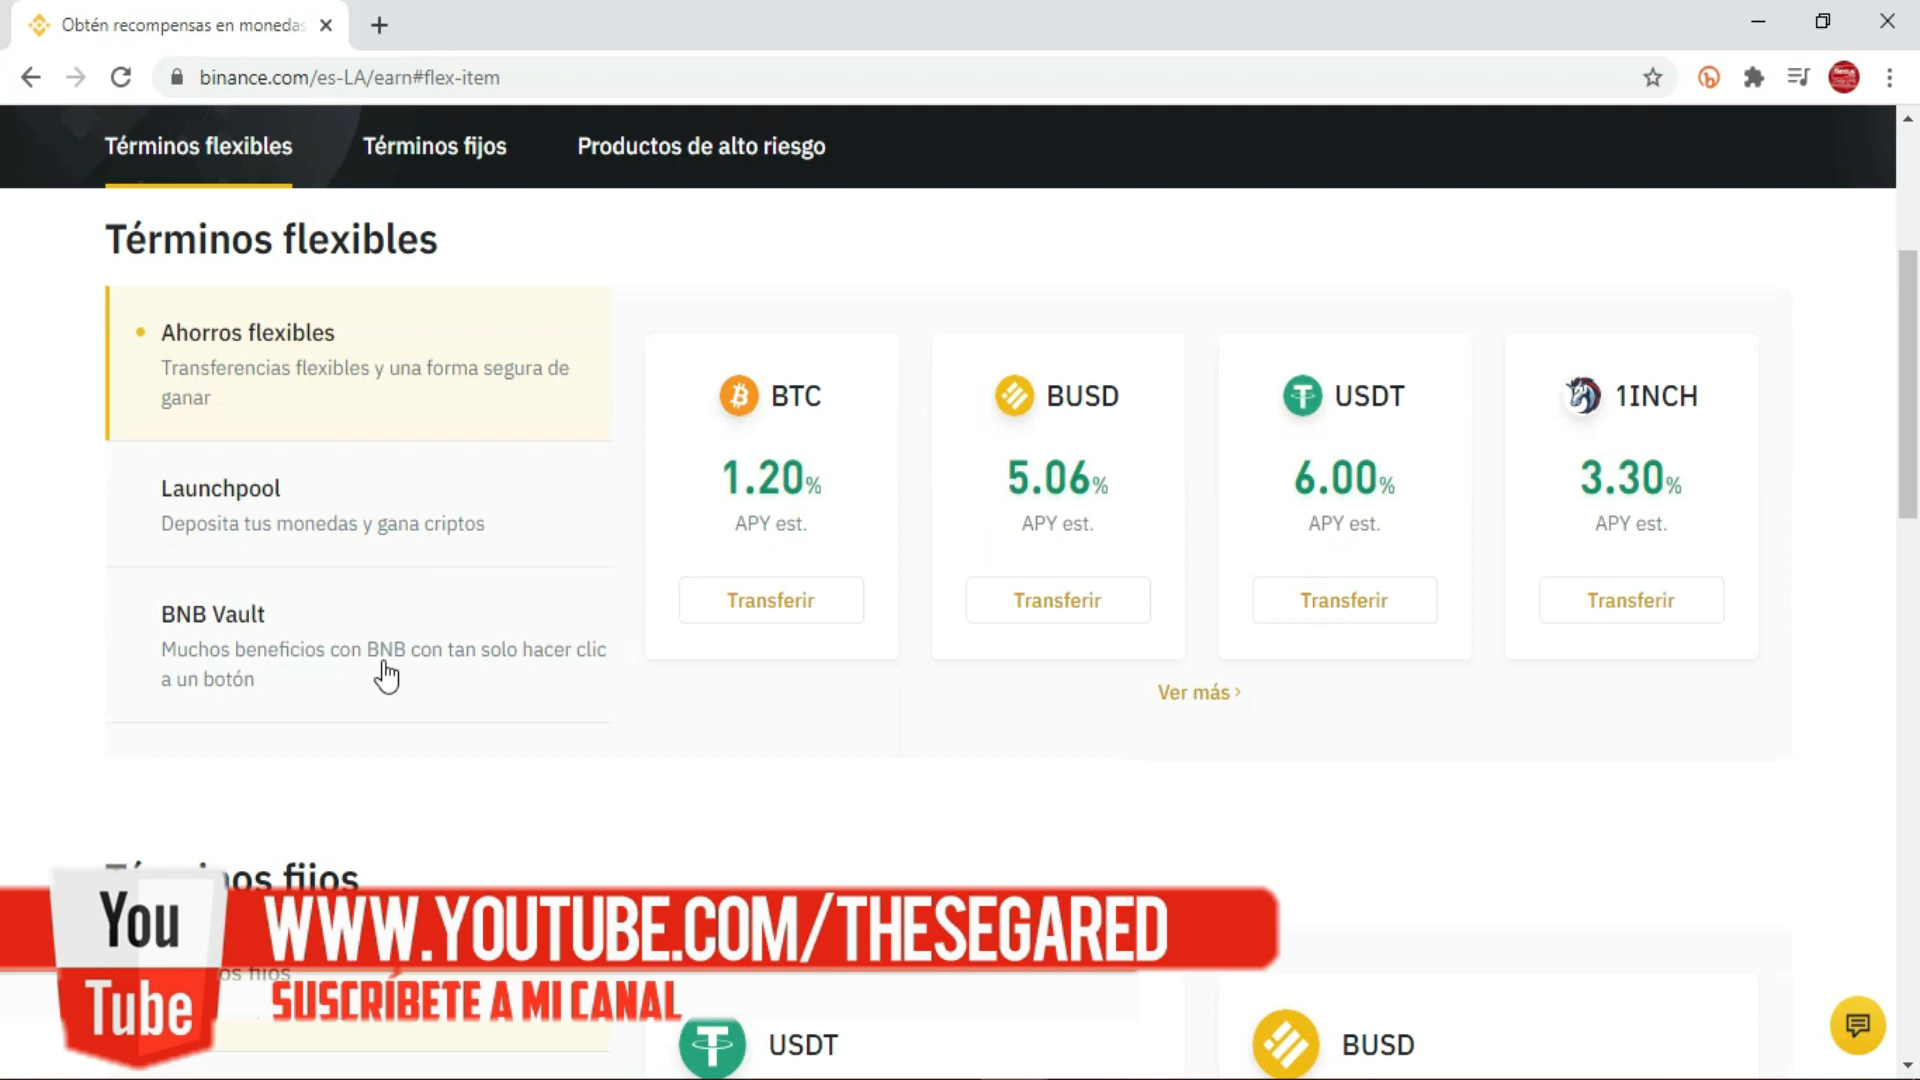 Obtén recompensas en monedas
binance.com/es-LA/earn#flex-item
Términos flexibles
Términos fijos
Productos de alto riesgo
Términos flexibles
Ahorros flexibles
Transferencias flexibles y una forma segura de
ganar
Launchpool
Deposita tus monedas y gana criptos
BNB Vault
Muchos beneficios con BNB con tan solo hacer clic
a un botón
BTC
1.20%
APY est.
Transferir
BUSD
5.06%
APY est.
Transferir
USDT
6.00%
APY est.
Transferir
1INCH
3.30%
APY est.
Transferir
Ver más ›
Términos fijos
You
Tube
WWW.YOUTUBE.COM/THESEGARED
SUSCRÍBETE A MI CANAL
USDT
BUSD